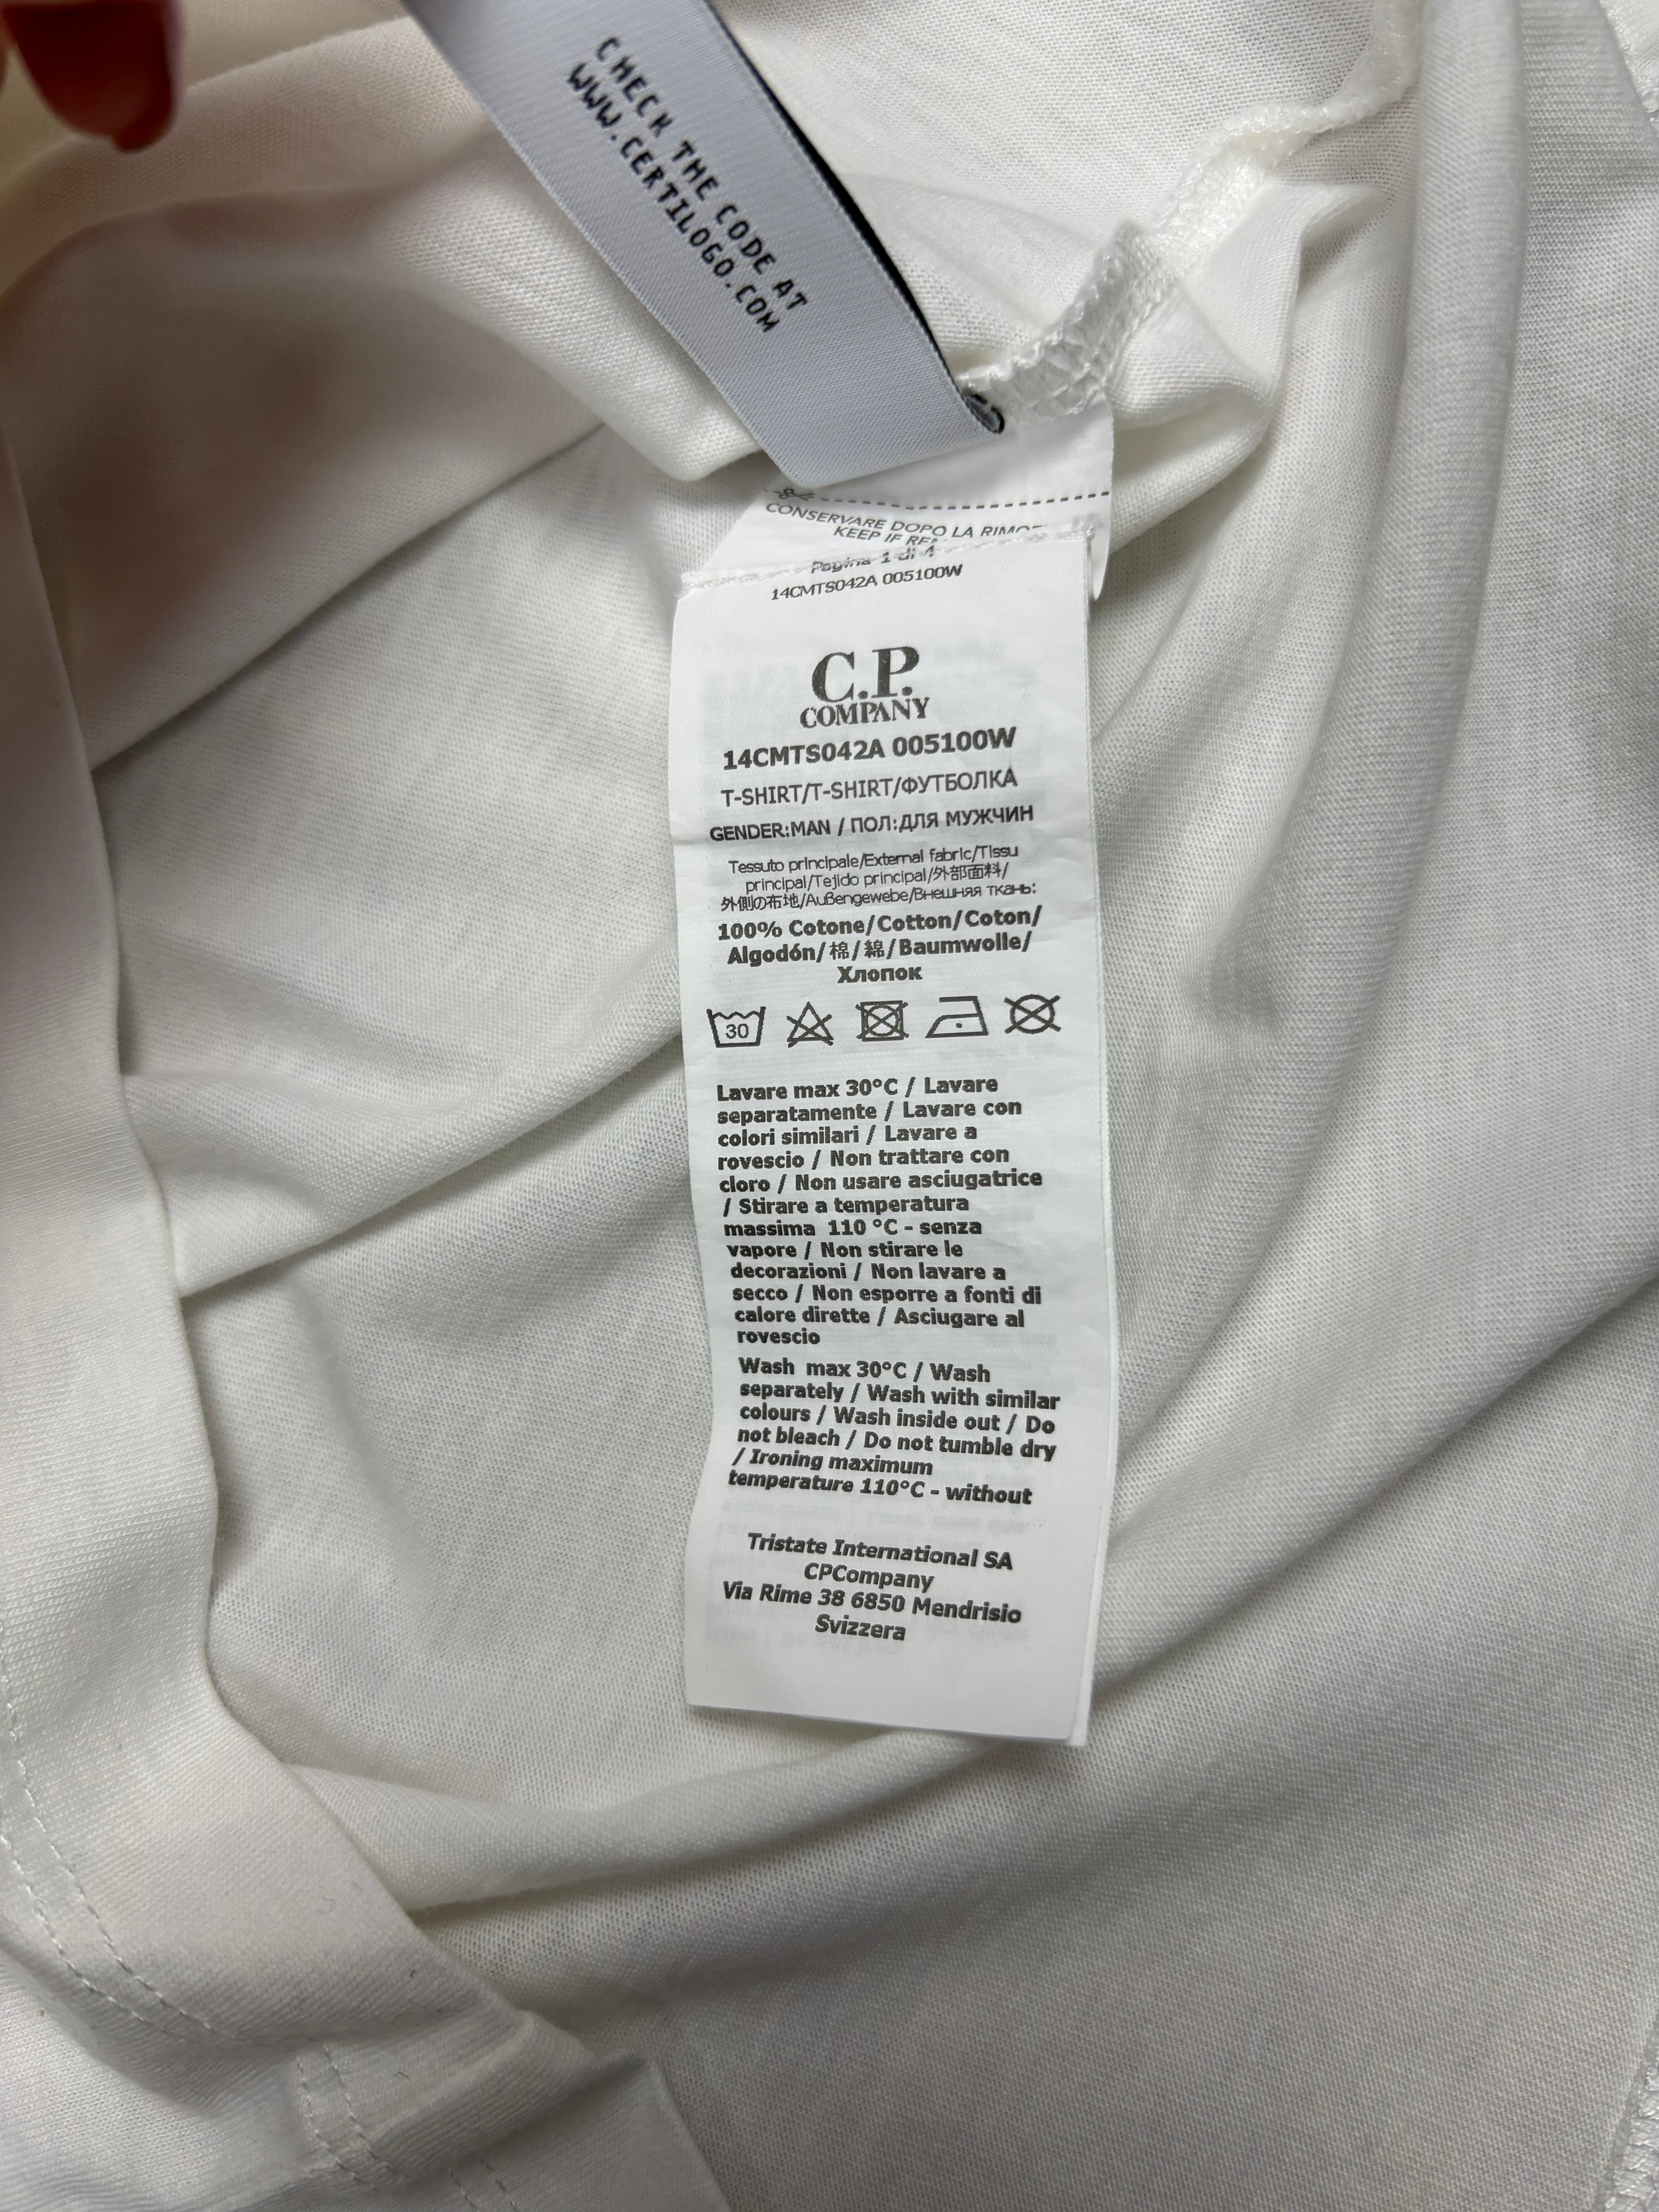 CHECK THE CODE AT
WWW.CERTILOGO.COM
CONSERVARE DOPO LA
KEEP IF
Pagina 1 di 4
14CMTS042A 005100W
C.P.
COMPANY
14CMTS042A 005100W
T-SHIRT/T-SHIRT/ФУТБОЛКА
GENDER:MAN / ПОЛ:ДЛЯ МУЖЧИН
Tessuto principale/External fabric/Tissu
principal/Tejido principal/外部面料/
外側の布地/Außengewebe/Внешняя ткань:
100% Cotone/Cotton/Coton/
Algodón/棉/綿/Baumwolle/
Хлопок
30
Lavare max 30°C / Lavare
separatamente / Lavare con
colori similari / Lavare a
rovescio / Non trattare con
cloro / Non usare asciugatrice
/ Stirare a temperatura
massima 110 °C - senza
vapore / Non stirare le
decorazioni / Non lavare a
secco / Non esporre a fonti di
calore dirette / Asciugare al
rovescio
Wash max 30°C / Wash
separately / Wash with similar
colours / Wash inside out / Do
not bleach / Do not tumble dry
/ Ironing maximum
temperature 110°C - without
Tristate International SA
CPCompany
Via Rime 38 6850 Mendrisio
Svizzera